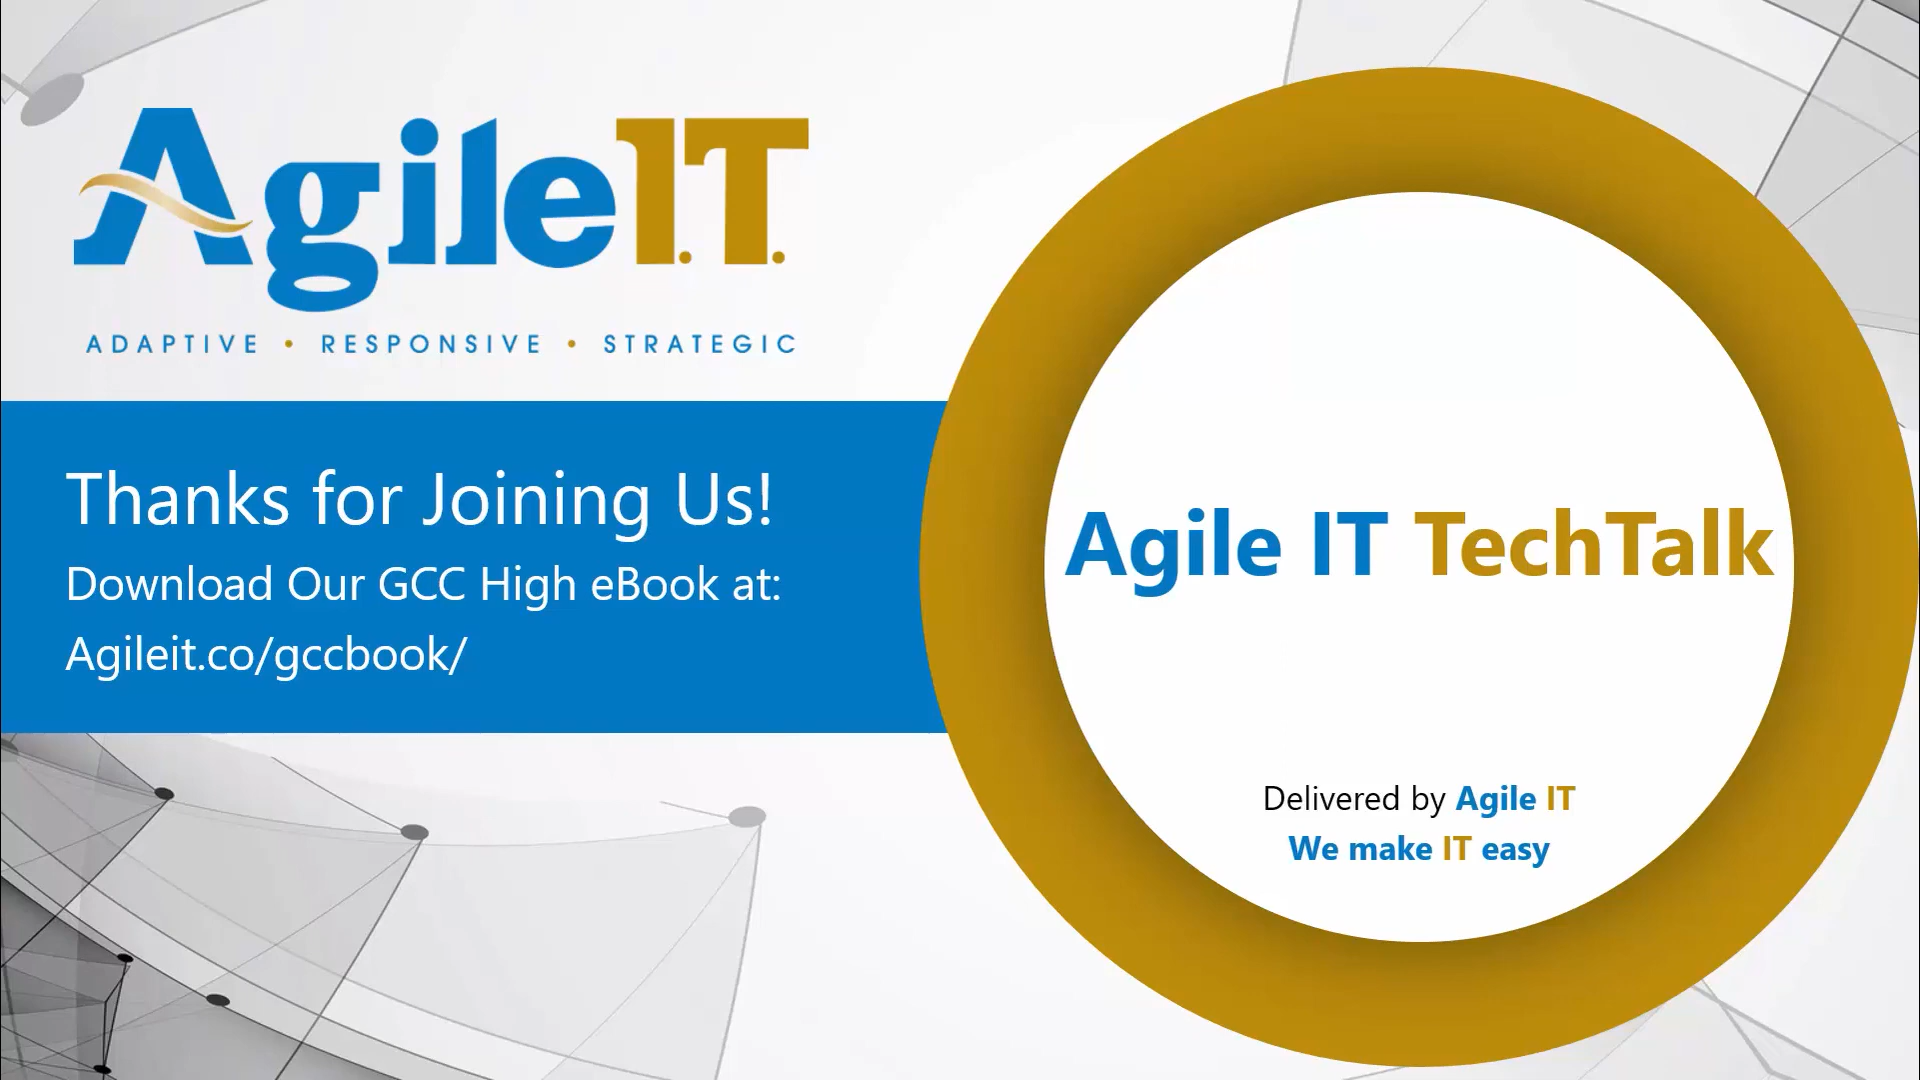 AgileI.T.
ADAPTIVE • RESPONSIVE • STRATEGIC
Thanks for Joining Us!
Download Our GCC High eBook at:
Agileit.co/gccbook/
Agile IT TechTalk
Delivered by Agile IT
We make IT easy